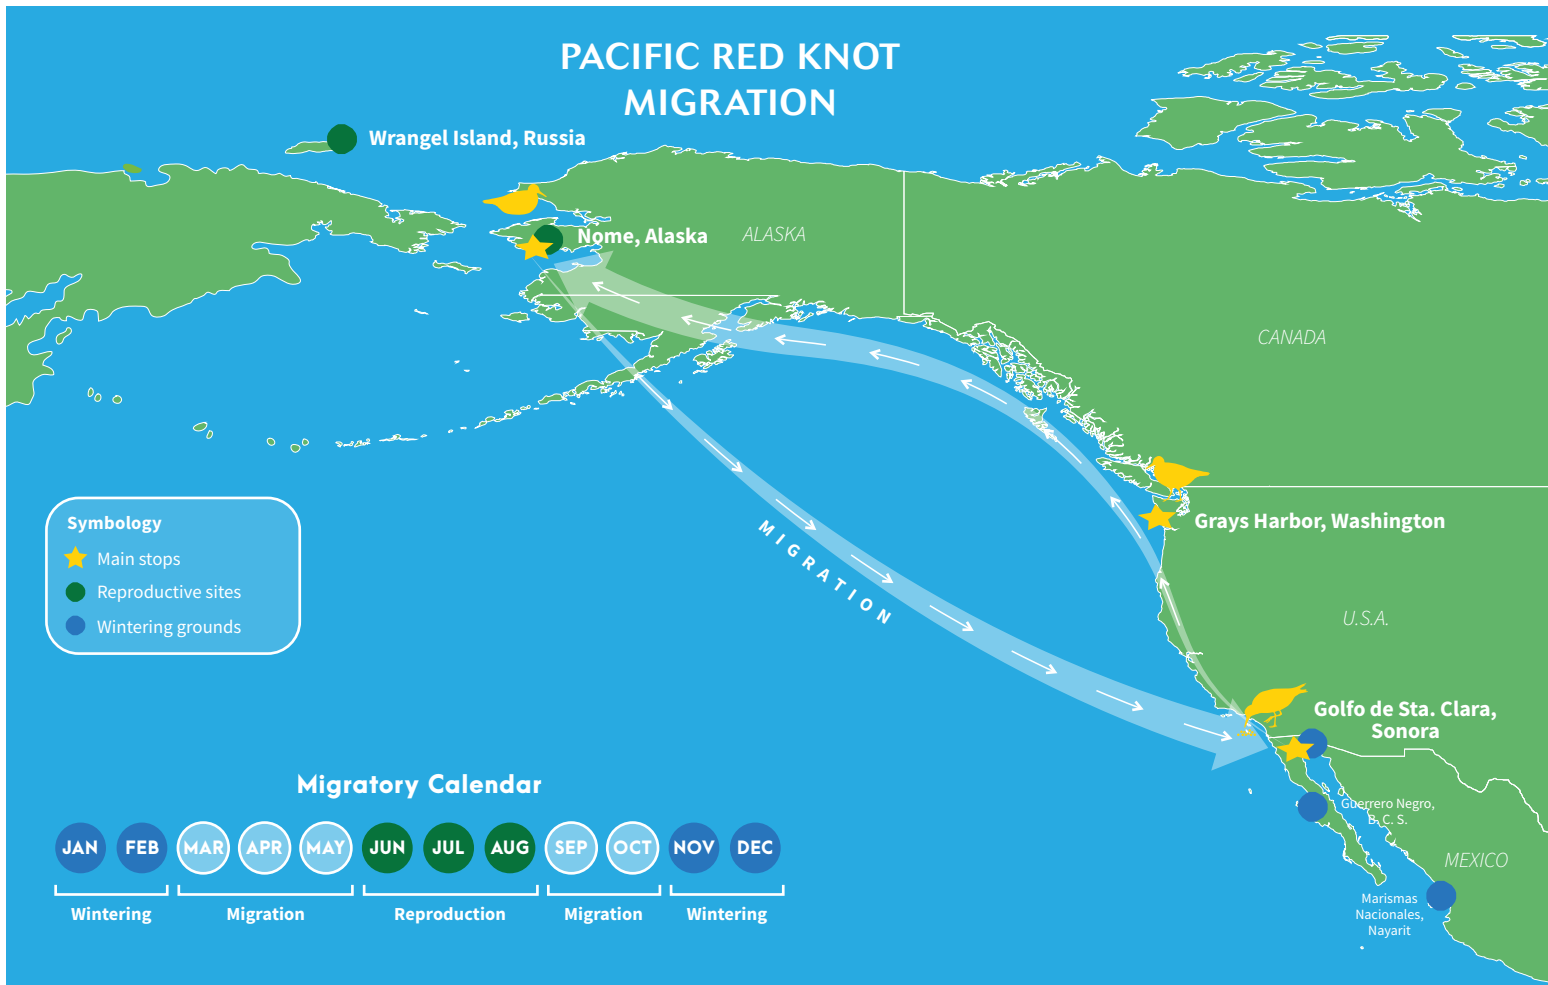 PACIFIC RED KNOT
MIGRATION
Wrangel Island, Russia
Nome, Alaska
ALASKA
CANADA
Grays Harbor, Washington
Symbology
Main stops
Reproductive sites
Wintering grounds
MIGRATION
U.S.A.
Golfo de Sta. Clara,
Sonora
Guerrero Negro,
B. C. S.
MEXICO
Marismas
Nacionales,
Nayarit
Migratory Calendar
JAN FEB MAR APR MAY JUN JUL AUG SEP OCT NOV DEC
Wintering Migration Reproduction Migration Wintering